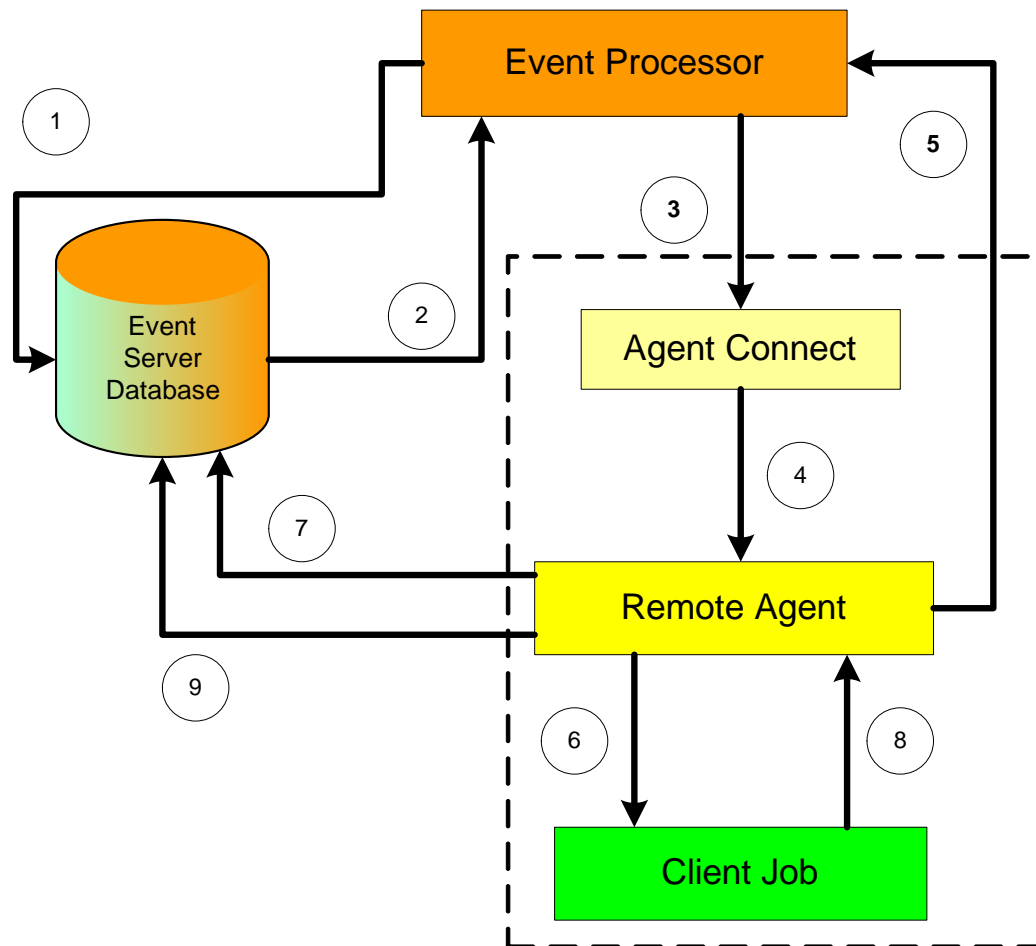 Event Processor
1
5
3
Event
Server
Database
2
Agent Connect
4
7
Remote Agent
9
6
8
Client Job